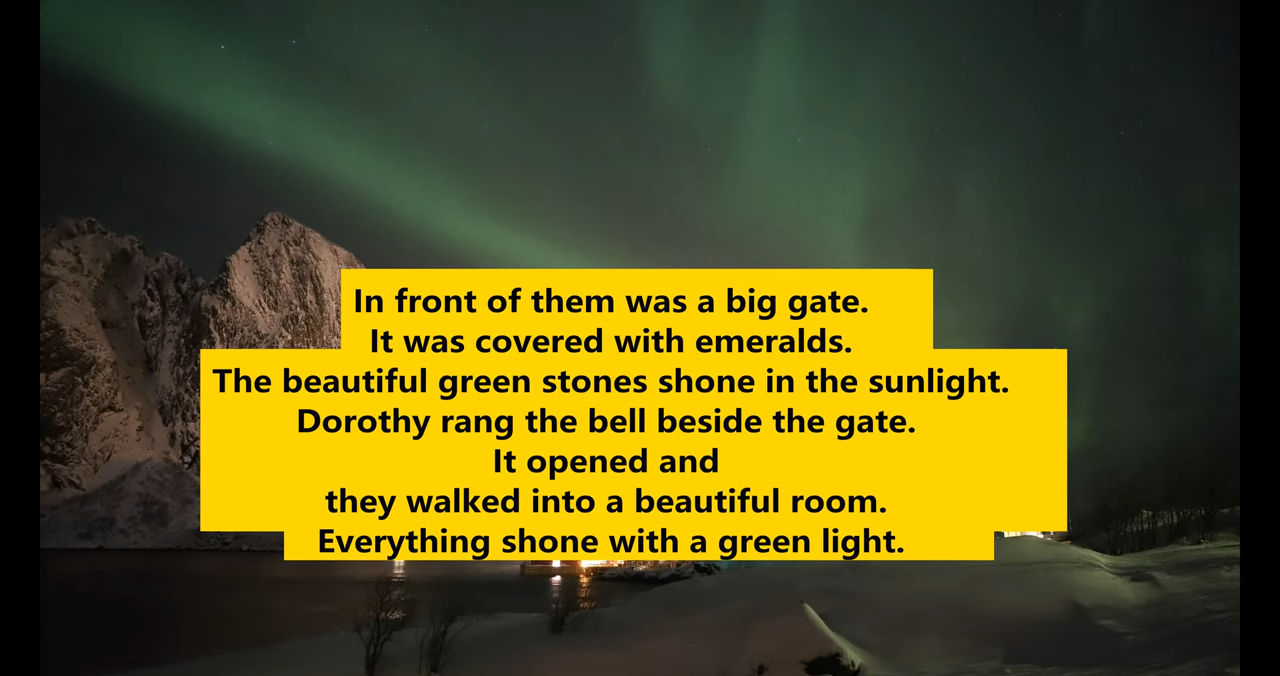 In front of them was a big gate.
It was covered with emeralds.
The beautiful green stones shone in the sunlight.
Dorothy rang the bell beside the gate.
It opened and
they walked into a beautiful room.
Everything shone with a green light.